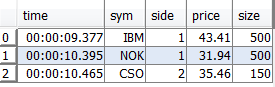 time sym side price size
0 00:00:09.377 IBM 1 43.41 500
1 00:00:10.395 NOK 1 31.94 500
2 00:00:10.465 CSO 2 35.46 150